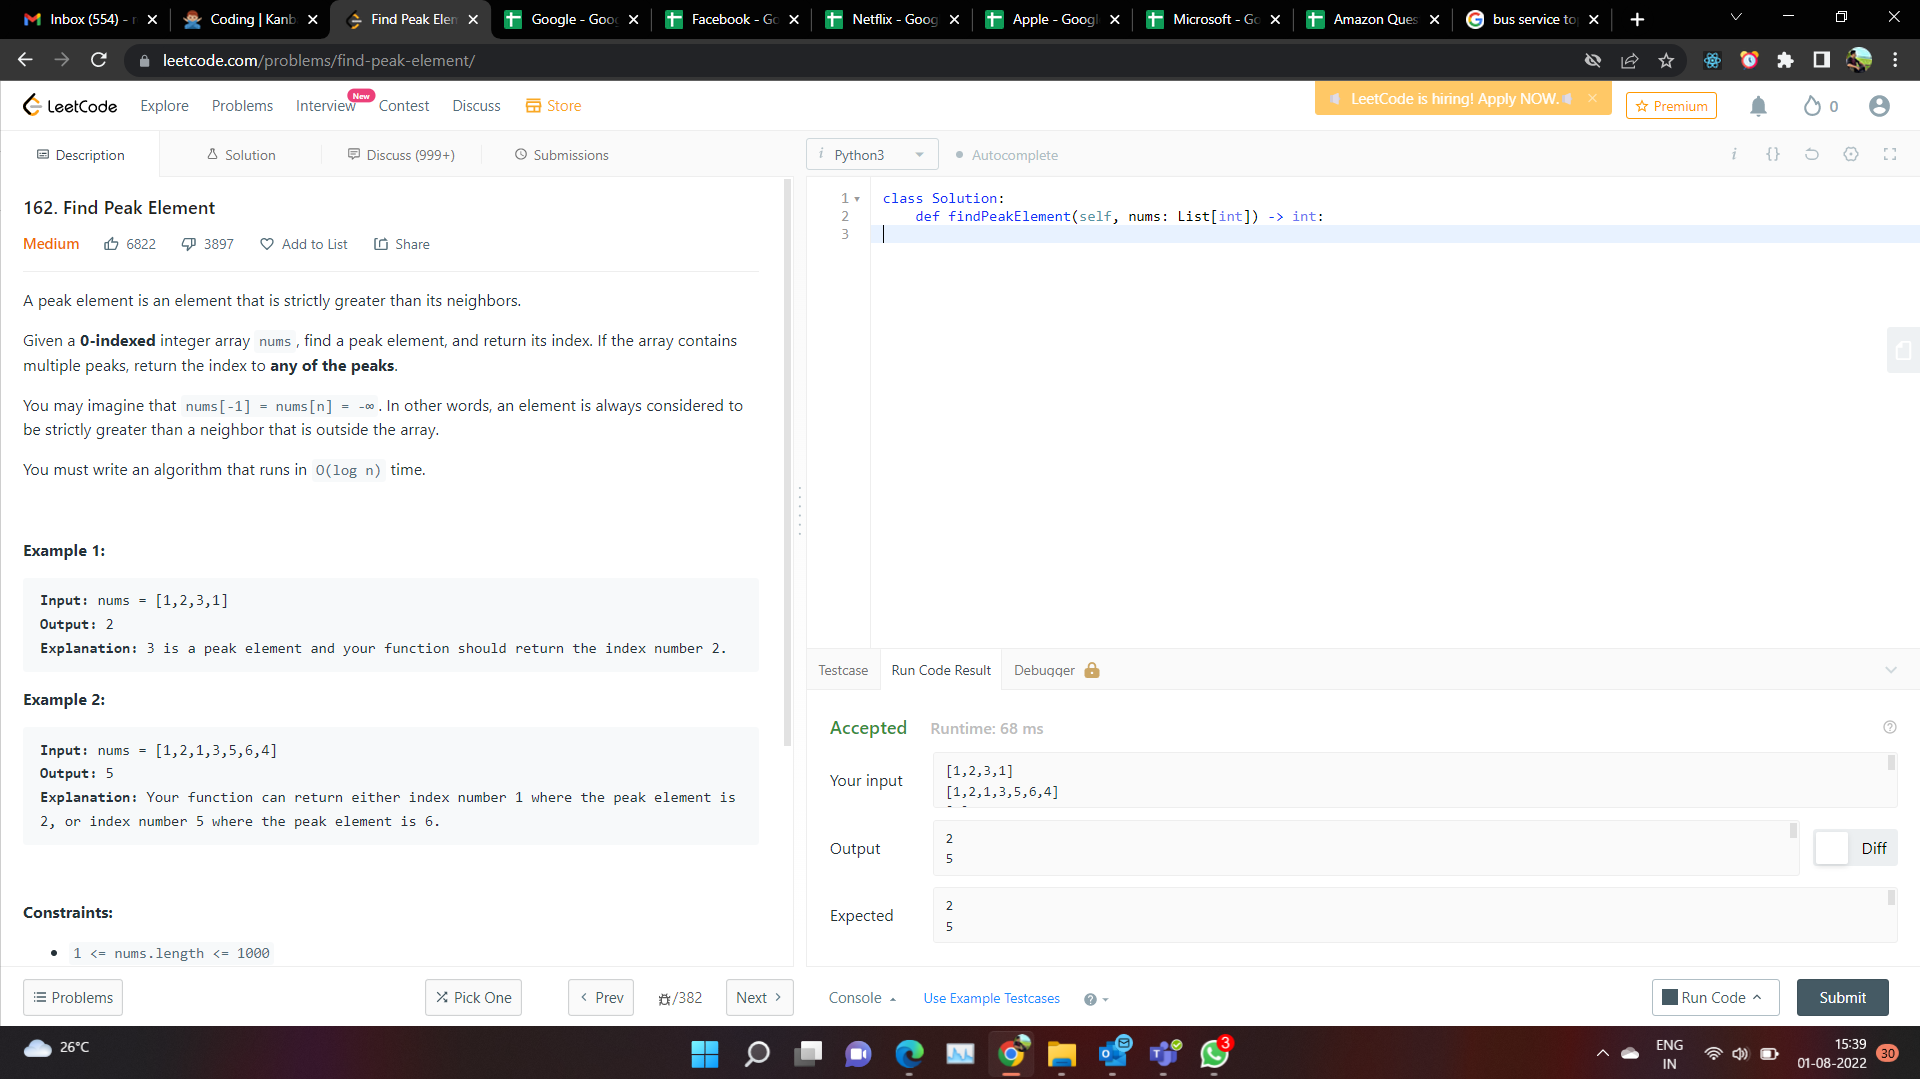 Inbox (554) - r
Coding | Kanb
Find Peak Elem
Google - Goog
Facebook - Go
Netflix - Goog
Apple - Googl
Microsoft - Go
Amazon Ques
bus service to
leetcode.com/problems/find-peak-element/
LeetCode
Explore
Problems
Interview
New
Contest
Discuss
Store
LeetCode is hiring! Apply NOW.
Premium
0
Description
Solution
Discuss (999+)
Submissions
i Python3
Autocomplete
i {}
162. Find Peak Element
Medium
6822
3897
Add to List
Share
A peak element is an element that is strictly greater than its neighbors.
Given a 0-indexed integer array nums, find a peak element, and return its index. If the array contains
multiple peaks, return the index to any of the peaks.
You may imagine that nums[-1] = nums[n] = -∞. In other words, an element is always considered to
be strictly greater than a neighbor that is outside the array.
You must write an algorithm that runs in O(log n) time.
Example 1:
Input: nums = [1,2,3,1]
Output: 2
Explanation: 3 is a peak element and your function should return the index number 2.
Example 2:
Input: nums = [1,2,1,3,5,6,4]
Output: 5
Explanation: Your function can return either index number 1 where the peak element is
2, or index number 5 where the peak element is 6.
Constraints:
1 <= nums.length <= 1000
Problems
Pick One
Prev
/382
Next
1 class Solution:
2 def findPeakElement(self, nums: List[int]) -> int:
3
Testcase
Run Code Result
Debugger
Accepted
Runtime: 68 ms
Your input
[1,2,3,1]
[1,2,1,3,5,6,4]
Output
2
5
Diff
Expected
2
5
Console
Use Example Testcases
Run Code
Submit
26°C
3
ENG
IN
15:39
01-08-2022
30